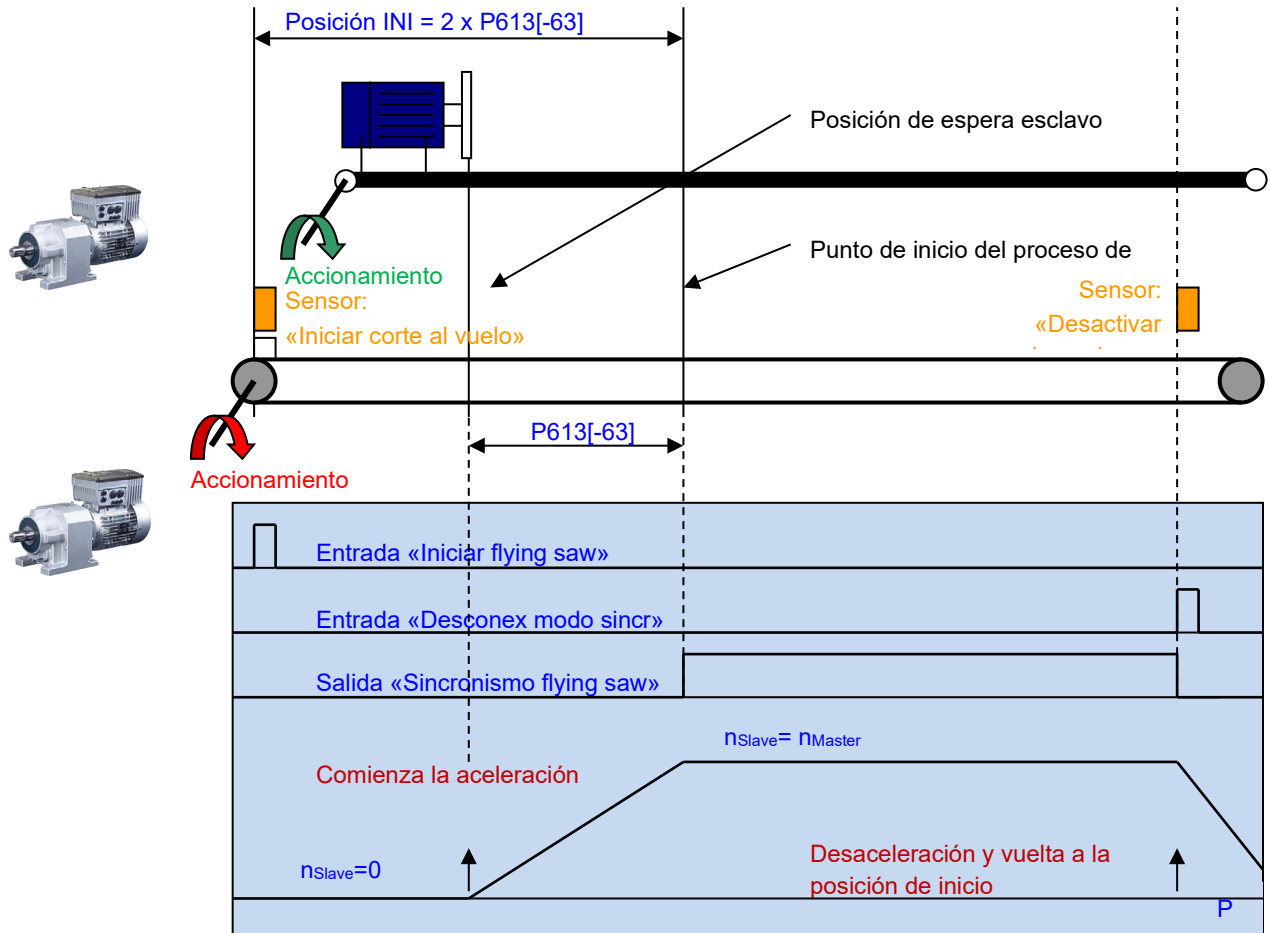 Posición INI = 2 x P613[-63]
Posición de espera esclavo
Punto de inicio del proceso de
Accionamiento
Sensor:
«Iniciar corte al vuelo»
Sensor:
«Desactivar
P613[-63]
Accionamiento
Entrada «Iniciar flying saw»
Entrada «Desconex modo sincr»
Salida «Sincronismo flying saw»
nSlave= nMaster
Comienza la aceleración
nSlave=0
Desaceleración y vuelta a la
posición de inicio
P